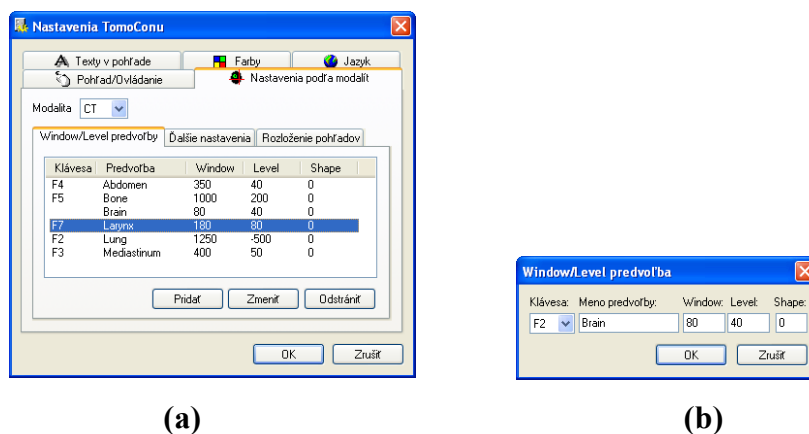 Nastavenia TomoConu
Texty v pohľade Farby Jazyk
Pohľad/Ovládanie Nastavenia podľa modalít
Modalita CT
Window/Level predvoľby Ďalšie nastavenia Rozloženie pohľadov
Klávesa Predvoľba Window Level Shape
F4 Abdomen 350 40 0
F5 Bone 1000 200 0
Brain 80 40 0
F7 Larynx 180 80 0
F2 Lung 1250 -500 0
F3 Mediastinum 400 50 0
Pridať Zmeniť Odstrániť
OK Zrušiť
(a)
Window/Level predvoľba
Klávesa: Meno predvoľby: Window: Level: Shape:
F2 Brain 80 40 0
OK Zrušiť
(b)